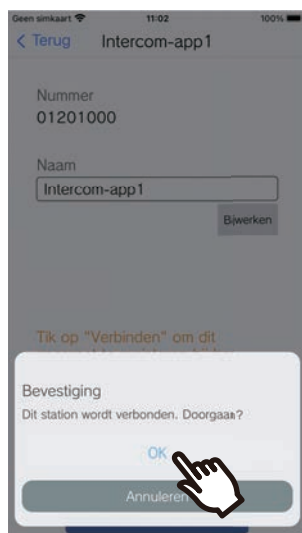 Geen simkaart 11:02 100%
Terug Intercom-app1
Nummer
01201000
Naam
Intercom-app1
Bijwerken
Tik op "Verbinden" om dit
Bevestiging
Dit station wordt verbonden. Doorgaan?
OK
Annuleren